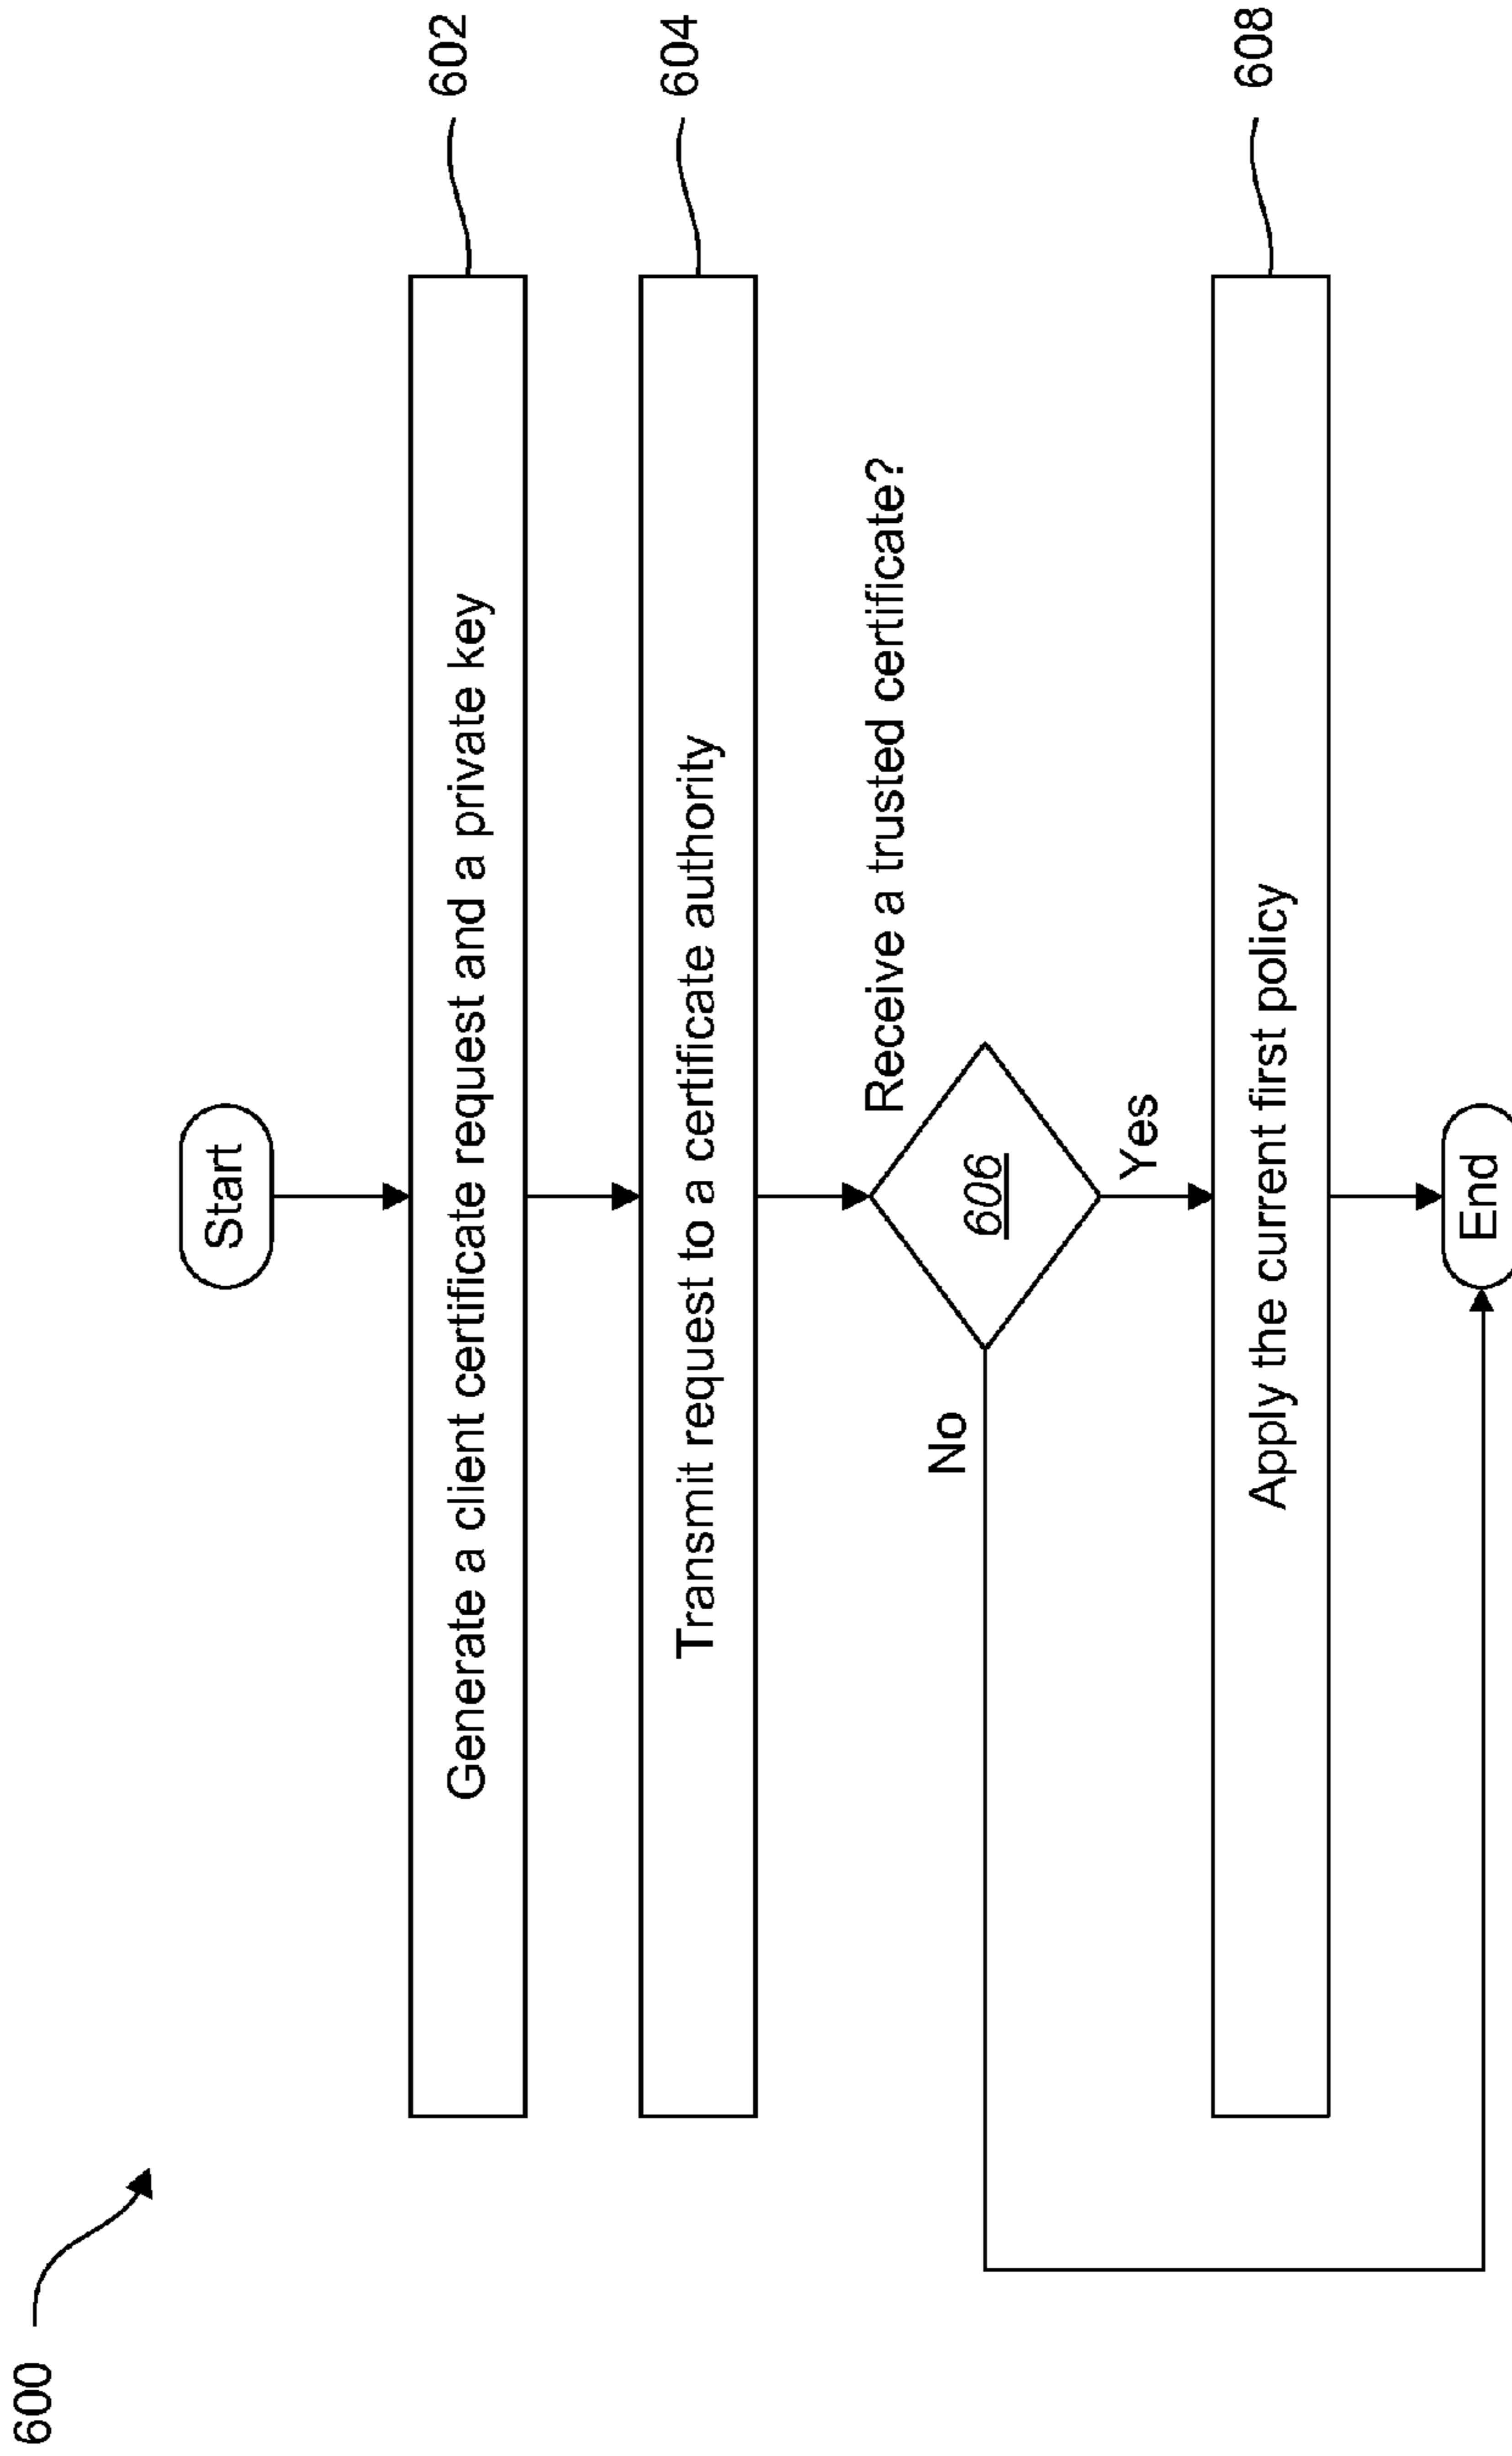 600
Start
Generate a client certificate request and a private key
602
Transmit request to a certificate authority
604
Receive a trusted certificate?
606
No
Yes
Apply the current first policy
608
End